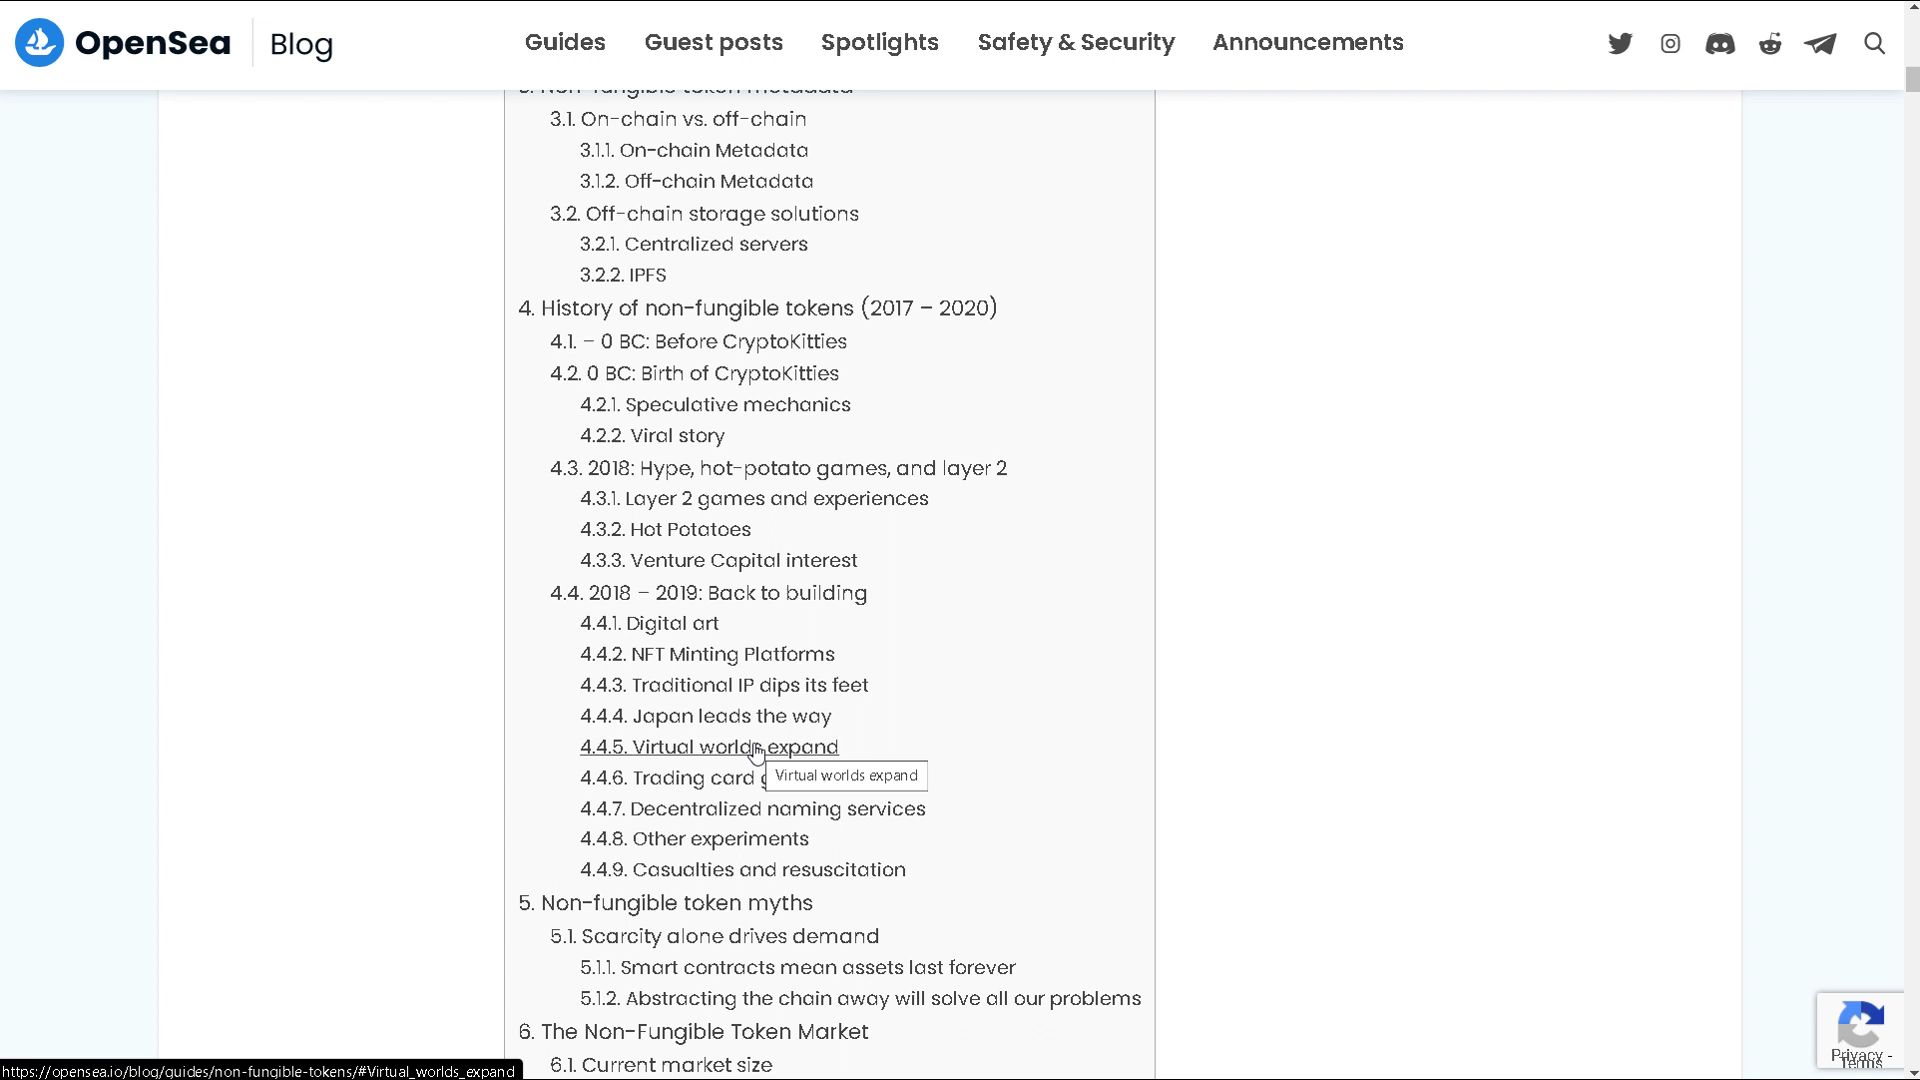 OpenSea Blog Guides Guest posts Spotlights Safety & Security Announcements
3. Non-fungible token metadata
3.1. On-chain vs. off-chain
3.1.1. On-chain Metadata
3.1.2. Off-chain Metadata
3.2. Off-chain storage solutions
3.2.1. Centralized servers
3.2.2. IPFS
4. History of non-fungible tokens (2017 – 2020)
4.1. – 0 BC: Before CryptoKitties
4.2. 0 BC: Birth of CryptoKitties
4.2.1. Speculative mechanics
4.2.2. Viral story
4.3. 2018: Hype, hot-potato games, and layer 2
4.3.1. Layer 2 games and experiences
4.3.2. Hot Potatoes
4.3.3. Venture Capital interest
4.4. 2018 – 2019: Back to building
4.4.1. Digital art
4.4.2. NFT Minting Platforms
4.4.3. Traditional IP dips its feet
4.4.4. Japan leads the way
4.4.5. Virtual worlds expand
4.4.6. Trading card
Virtual worlds expand
4.4.7. Decentralized naming services
4.4.8. Other experiments
4.4.9. Casualties and resuscitation
5. Non-fungible token myths
5.1. Scarcity alone drives demand
5.1.1. Smart contracts mean assets last forever
5.1.2. Abstracting the chain away will solve all our problems
6. The Non-Fungible Token Market
6.1. Current market size
Privacy - Terms
https://opensea.io/blog/guides/non-fungible-tokens/#Virtual_worlds_expand